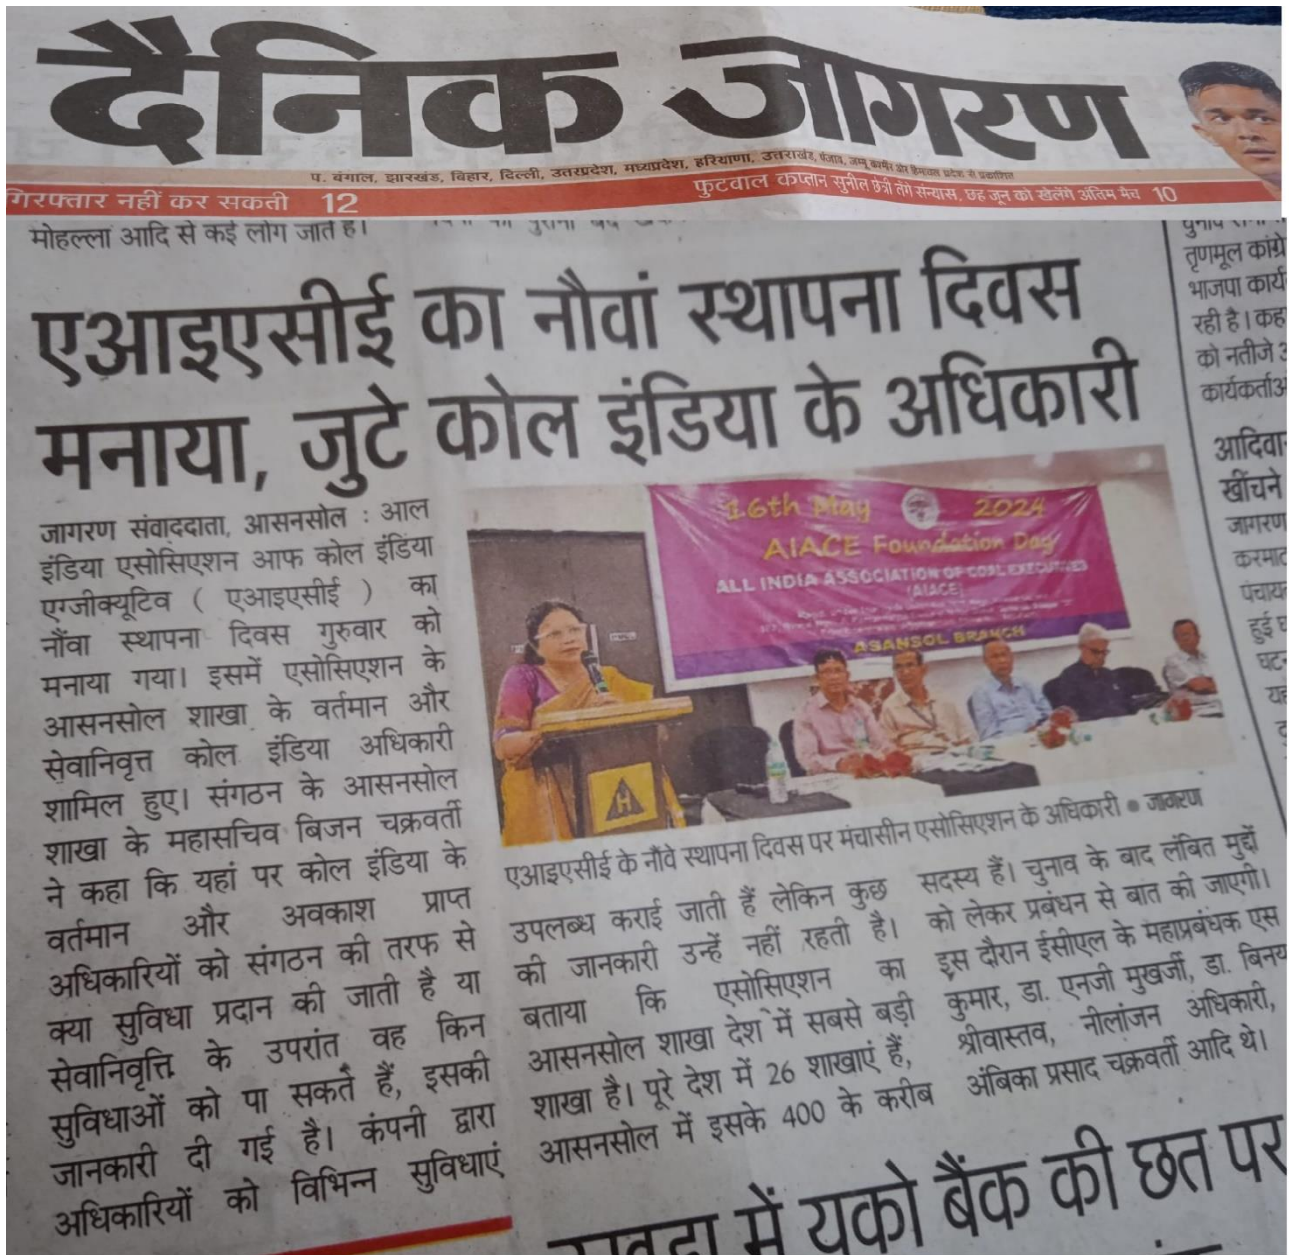 दैनिक जागरण
प. बंगाल, झारखंड, बिहार, दिल्ली, उत्तरप्रदेश, मध्यप्रदेश, हरियाणा, उत्तराखंड, पंजाब, जम्मू कश्मीर और हिमाचल प्रदेश से प्रकाशित
गिरफ्तार नहीं कर सकती 12
फुटबाल कप्तान सुनील छेत्री लेंगे संन्यास, छह जून को खेलेंगे अंतिम मैच 10
मोहल्ला आदि से कई लोग जाते हैं।
एआइएसीई का नौवां स्थापना दिवस
मनाया, जुटे कोल इंडिया के अधिकारी
जागरण संवाददाता, आसनसोल : आल
इंडिया एसोसिएशन आफ कोल इंडिया
एग्जीक्यूटिव ( एआइएसीई ) का
नौंवा स्थापना दिवस गुरुवार को
मनाया गया। इसमें एसोसिएशन के
आसनसोल शाखा के वर्तमान और
सेवानिवृत्त कोल इंडिया अधिकारी
शामिल हुए। संगठन के आसनसोल
शाखा के महासचिव बिजन चक्रवर्ती
ने कहा कि यहां पर कोल इंडिया के
वर्तमान और अवकाश प्राप्त
अधिकारियों को संगठन की तरफ से
क्या सुविधा प्रदान की जाती है या
सेवानिवृत्ति के उपरांत वह किन
सुविधाओं को पा सकते हैं, इसकी
जानकारी दी गई है। कंपनी द्वारा
अधिकारियों को विभिन्न सुविधाएं
16th May 2024
AIACE Foundation Day
ALL INDIA ASSOCIATION OF COAL EXECUTIVES
(AIACE)
ASANSOL BRANCH
H
एआइएसीई के नौंवे स्थापना दिवस पर मंचासीन एसोसिएशन के अधिकारी ● जागरण
उपलब्ध कराई जाती हैं लेकिन कुछ
की जानकारी उन्हें नहीं रहती है।
बताया कि एसोसिएशन का
आसनसोल शाखा देश में सबसे बड़ी
शाखा है। पूरे देश में 26 शाखाएं हैं,
आसनसोल में इसके 400 के करीब
सदस्य हैं। चुनाव के बाद लंबित मुद्दों
को लेकर प्रबंधन से बात की जाएगी।
इस दौरान ईसीएल के महाप्रबंधक एस
कुमार, डा. एनजी मुखर्जी, डा. बिनय
श्रीवास्तव, नीलांजन अधिकारी,
अंबिका प्रसाद चक्रवर्ती आदि थे।
तृणमूल कांग्रे
भाजपा कार्य
रही है। कहा
को नतीजे
कार्यकर्ताअ
आदिवा
खींचने
जागरण
करमाट
पंचायत
हुई
में यूको बैंक की छत पर